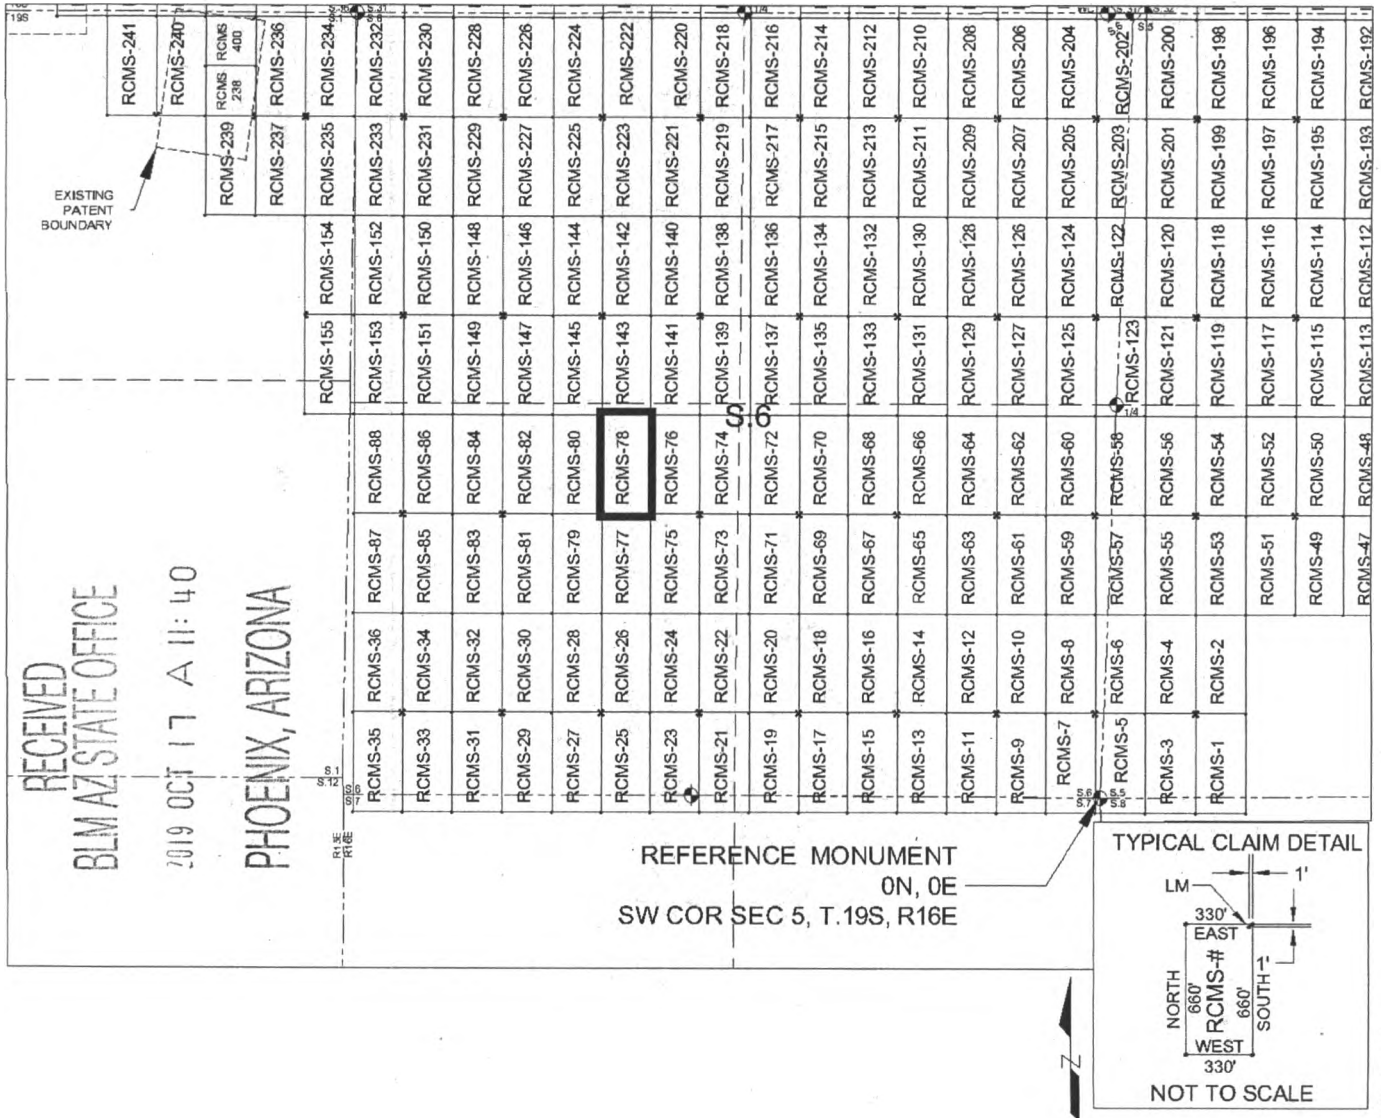 T19S
S.1 S.6
1/4
S.6 S.5
RCMS-241 RCMS-240 RCMS 400 RCMS-236 RCMS-234 RCMS-232 RCMS-230 RCMS-228 RCMS-226 RCMS-224 RCMS-222 RCMS-220 RCMS-218 RCMS-216 RCMS-214 RCMS-212 RCMS-210 RCMS-208 RCMS-206 RCMS-204 RCMS-202 RCMS-200 RCMS-198 RCMS-196 RCMS-194 RCMS-192
RCMS 238
RCMS-239 RCMS-237 RCMS-235 RCMS-233 RCMS-231 RCMS-229 RCMS-227 RCMS-225 RCMS-223 RCMS-221 RCMS-219 RCMS-217 RCMS-215 RCMS-213 RCMS-211 RCMS-209 RCMS-207 RCMS-205 RCMS-203 RCMS-201 RCMS-199 RCMS-197 RCMS-195 RCMS-193
EXISTING
PATENT
BOUNDARY
RCMS-154 RCMS-152 RCMS-150 RCMS-148 RCMS-146 RCMS-144 RCMS-142 RCMS-140 RCMS-138 RCMS-136 RCMS-134 RCMS-132 RCMS-130 RCMS-128 RCMS-126 RCMS-124 RCMS-122 RCMS-120 RCMS-118 RCMS-116 RCMS-114 RCMS-112
RCMS-155 RCMS-153 RCMS-151 RCMS-149 RCMS-147 RCMS-145 RCMS-143 RCMS-141 RCMS-139 RCMS-137 RCMS-135 RCMS-133 RCMS-131 RCMS-129 RCMS-127 RCMS-125 RCMS-123 RCMS-121 RCMS-119 RCMS-117 RCMS-115 RCMS-113
S.6
1/4
RCMS-88 RCMS-86 RCMS-84 RCMS-82 RCMS-80 RCMS-78 RCMS-76 RCMS-74 RCMS-72 RCMS-70 RCMS-68 RCMS-66 RCMS-64 RCMS-62 RCMS-60 RCMS-58 RCMS-56 RCMS-54 RCMS-52 RCMS-50 RCMS-48
RCMS-87 RCMS-85 RCMS-83 RCMS-81 RCMS-79 RCMS-77 RCMS-75 RCMS-73 RCMS-71 RCMS-69 RCMS-67 RCMS-65 RCMS-63 RCMS-61 RCMS-59 RCMS-57 RCMS-55 RCMS-53 RCMS-51 RCMS-49 RCMS-47
RCMS-36 RCMS-34 RCMS-32 RCMS-30 RCMS-28 RCMS-26 RCMS-24 RCMS-22 RCMS-20 RCMS-18 RCMS-16 RCMS-14 RCMS-12 RCMS-10 RCMS-8 RCMS-6 RCMS-4 RCMS-2
RCMS-35 RCMS-33 RCMS-31 RCMS-29 RCMS-27 RCMS-25 RCMS-23 RCMS-21 RCMS-19 RCMS-17 RCMS-15 RCMS-13 RCMS-11 RCMS-9 RCMS-7 RCMS-5 RCMS-3 RCMS-1
RECEIVED
BLM AZ STATE OFFICE
2019 OCT 17 A 11:40
PHOENIX, ARIZONA
S.1
S.12
S.6
S.7
S.6 S.5
S.7 S.8
R15E
R16E
REFERENCE MONUMENT
0N, 0E
SW COR SEC 5, T.19S, R16E
TYPICAL CLAIM DETAIL
1'
LM
330'
EAST
1'
NORTH
660'
RCMS-#
660'
SOUTH
WEST
330'
NOT TO SCALE
N